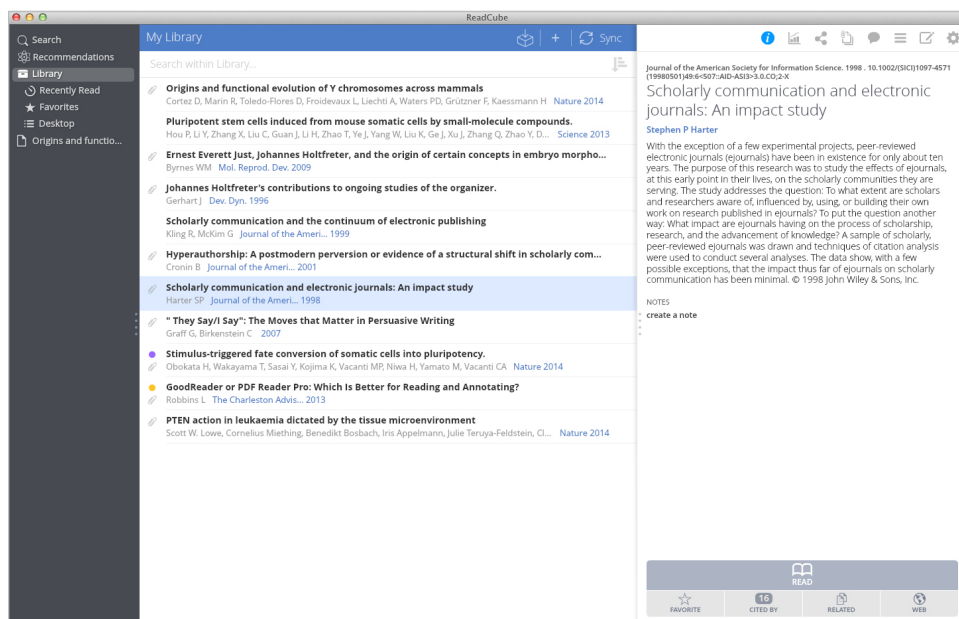 ReadCube
Search
Recommendations
Library
Recently Read
Favorites
Desktop
Origins and functio...
My Library
+
Sync
Search within Library...
Origins and functional evolution of Y chromosomes across mammals
Cortez D, Marin R, Toledo-Flores D, Froidevaux L, Liechti A, Waters PD, Grützner F, Kaessmann H Nature 2014
Pluripotent stem cells induced from mouse somatic cells by small-molecule compounds.
Hou P, Li Y, Zhang X, Liu C, Guan J, Li H, Zhao T, Ye J, Yang W, Liu K, Ge J, Xu J, Zhang Q, Zhao Y, D... Science 2013
Ernest Everett Just, Johannes Holtfreter, and the origin of certain concepts in embryo morpho...
Byrnes WM Mol. Reprod. Dev. 2009
Johannes Holtfreter's contributions to ongoing studies of the organizer.
Gerhart J Dev. Dyn. 1996
Scholarly communication and the continuum of electronic publishing
Kling R, McKim G Journal of the Ameri... 1999
Hyperauthorship: A postmodern perversion or evidence of a structural shift in scholarly com...
Cronin B Journal of the Ameri... 2001
Scholarly communication and electronic journals: An impact study
Harter SP Journal of the Ameri... 1998
" They Say/I Say": The Moves that Matter in Persuasive Writing
Graff G, Birkenstein C 2007
Stimulus-triggered fate conversion of somatic cells into pluripotency.
Obokata H, Wakayama T, Sasai Y, Kojima K, Vacanti MP, Niwa H, Yamato M, Vacanti CA Nature 2014
GoodReader or PDF Reader Pro: Which Is Better for Reading and Annotating?
Robbins L The Charleston Advis... 2013
PTEN action in leukaemia dictated by the tissue microenvironment
Scott W. Lowe, Cornelius Miething, Benedikt Bosbach, Iris Appelmann, Julie Teruya-Feldstein, Cl... Nature 2014
Journal of the American Society for Information Science. 1998 . 10.1002/(SICI)1097-4571
(19980501)49:6<507::AID-ASI3>3.0.CO;2-X
Scholarly communication and electronic
journals: An impact study
Stephen P Harter
With the exception of a few experimental projects, peer-reviewed
electronic journals (ejournals) have been in existence for only about ten
years. The purpose of this research was to study the effects of ejournals,
at this early point in their lives, on the scholarly communities they are
serving. The study addresses the question: To what extent are scholars
and researchers aware of, influenced by, using, or building their own
work on research published in ejournals? To put the question another
way: What impact are ejournals having on the process of scholarship,
research, and the advancement of knowledge? A sample of scholarly,
peer-reviewed ejournals was drawn and techniques of citation analysis
were used to conduct several analyses. The data show, with a few
possible exceptions, that the impact thus far of ejournals on scholarly
communication has been minimal. © 1998 John Wiley & Sons, Inc.
NOTES
create a note
READ
FAVORITE
16
CITED BY
RELATED
WEB